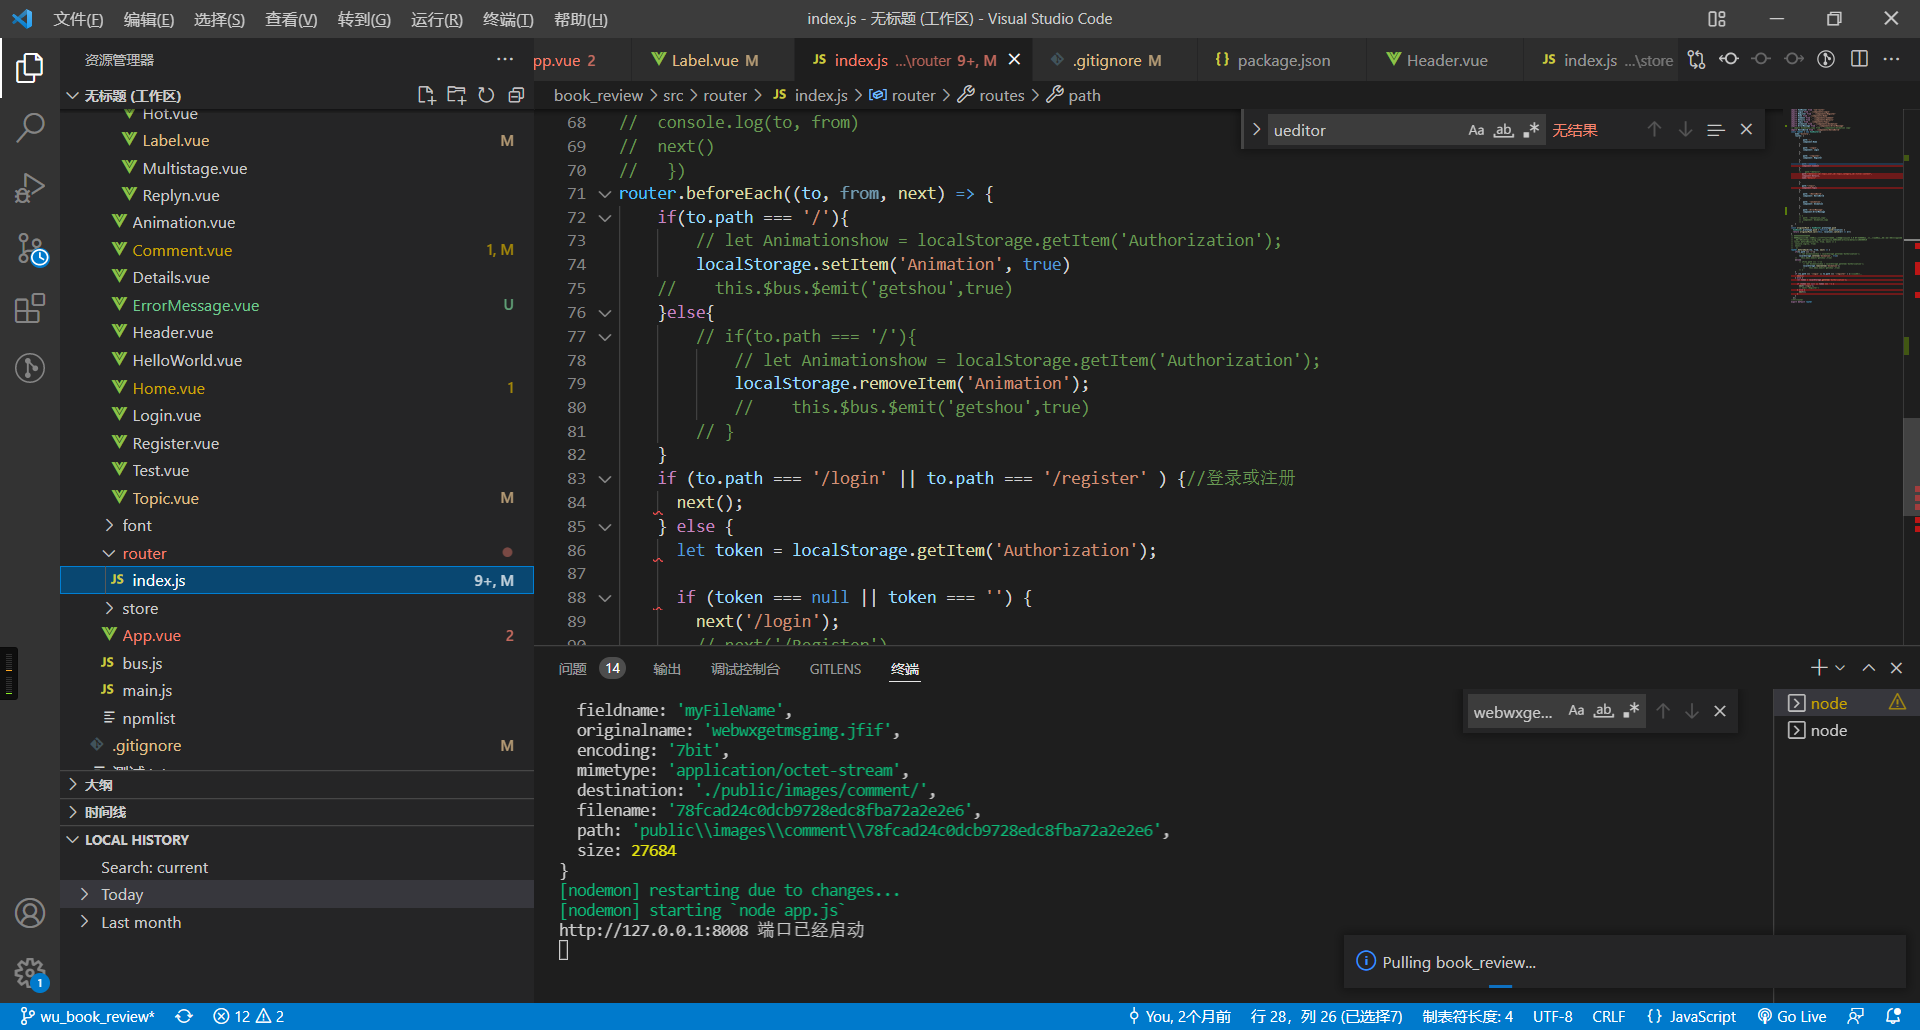 文件(F) 编辑(E) 选择(S) 查看(V) 转到(G) 运行(R) 终端(T) 帮助(H)
index.js - 无标题 (工作区) - Visual Studio Code
资源管理器
pp.vue 2
Label.vue M
JS index.js ...\router 9+, M
.gitignore M
{} package.json
Header.vue
JS index.js ...\store
无标题 (工作区)
book_review > src > router > JS index.js > router > routes > path
Hot.vue
Label.vue M
Multistage.vue
Replyn.vue
Animation.vue
Comment.vue 1, M
Details.vue
ErrorMessage.vue U
Header.vue
HelloWorld.vue
Home.vue 1
Login.vue
Register.vue
Test.vue
Topic.vue M
font
router
JS index.js 9+, M
store
App.vue 2
JS bus.js
JS main.js
npmlist
.gitignore M
大纲
时间线
LOCAL HISTORY
Search: current
Today
Last month
ueditor Aa ab .* 无结果
68 //  console.log(to, from)
69 //  next()
70 //   })
71 router.beforeEach((to, from, next) => {
72 if(to.path === '/'){
73 // let Animationshow = localStorage.getItem('Authorization');
74 localStorage.setItem('Animation', true)
75 //    this.$bus.$emit('getshou',true)
76 }else{
77 // if(to.path === '/'){
78 // let Animationshow = localStorage.getItem('Authorization');
79 localStorage.removeItem('Animation');
80 //    this.$bus.$emit('getshou',true)
81 // }
82 }
83 if (to.path === '/login' || to.path === '/register' ) {//登录或注册
84 next();
85 } else {
86 let token = localStorage.getItem('Authorization');
87
88 if (token === null || token === '') {
89 next('/login');
90 // next('/Register')
问题 14 输出 调试控制台 GITLENS 终端
webwxge... Aa ab .*
node
node
fieldname: 'myFileName',
originalname: 'webwxgetmsgimg.jfif',
encoding: '7bit',
mimetype: 'application/octet-stream',
destination: './public/images/comment/',
filename: '78fcad24c0dcb9728edc8fba72a2e2e6',
path: 'public\\images\\comment\\78fcad24c0dcb9728edc8fba72a2e2e6',
size: 27684
}
[nodemon] restarting due to changes...
[nodemon] starting `node app.js`
http://127.0.0.1:8008 端口已经启动
Pulling book_review...
1
wu_book_review* 12 2
You, 2个月前 行 28，列 26 (已选择7) 制表符长度: 4 UTF-8 CRLF {} JavaScript Go Live